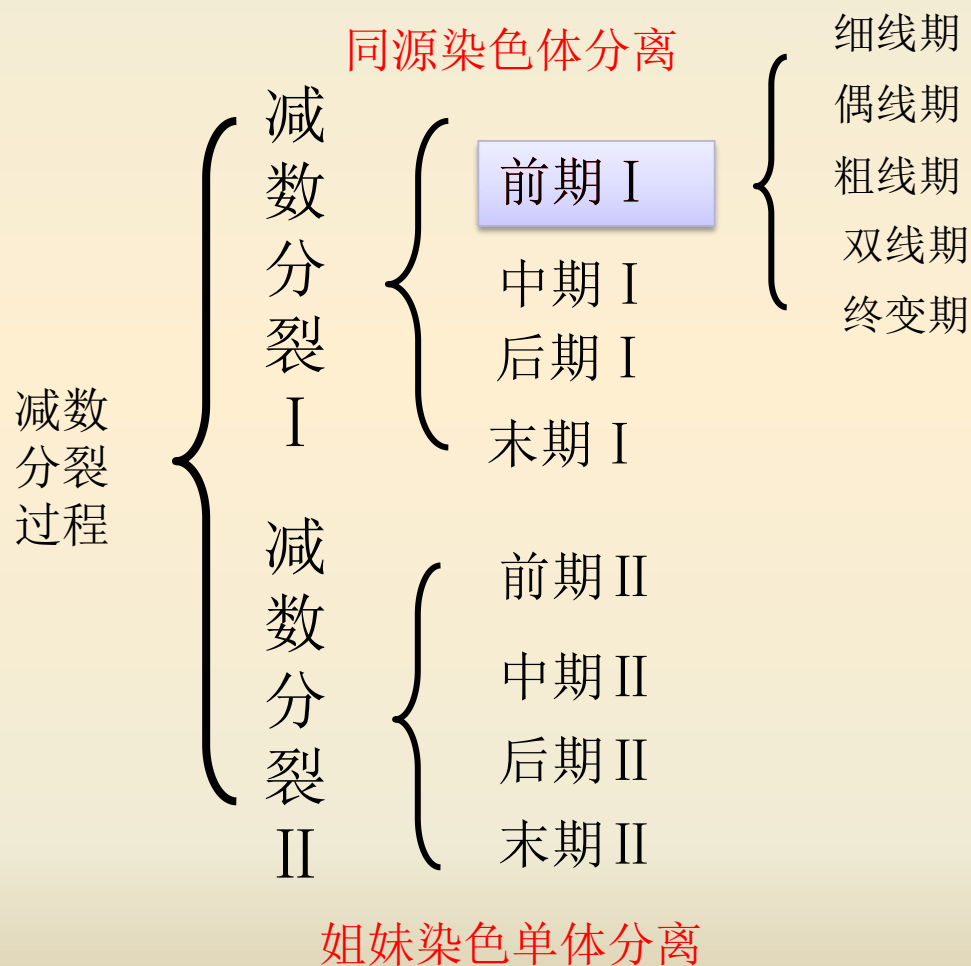 同源染色体分离
减数分裂过程
减数分裂Ⅰ
前期Ⅰ
细线期
偶线期
粗线期
双线期
终变期
中期Ⅰ
后期Ⅰ
末期Ⅰ
减数分裂Ⅱ
前期Ⅱ
中期Ⅱ
后期Ⅱ
末期Ⅱ
姐妹染色单体分离